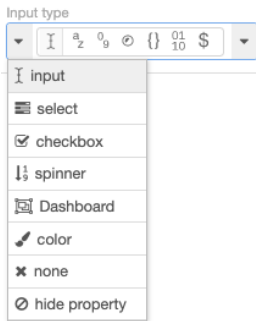 Input type
a z 0 9 {} 01 10 $
input
select
checkbox
spinner
Dashboard
color
none
hide property